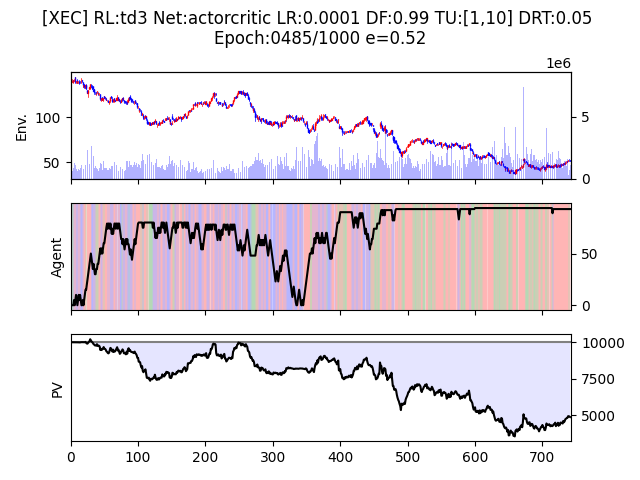 [XEC] RL:td3 Net:actorcritic LR:0.0001 DF:0.99 TU:[1,10] DRT:0.05
Epoch:0485/1000 e=0.52
1e6
Env.
100
50
5
0
Agent
50
0
PV
10000
7500
5000
0 100 200 300 400 500 600 700